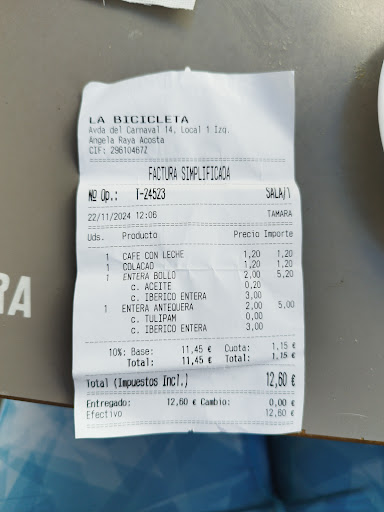 LA BICICLETA
Avda del Carnaval 14, Local 1 Izq.
Angela Raya Acosta
CIF: 29610467Z
FACTURA SIMPLIFICADA
Nº Op.: T-24523 SALA/1
22/11/2024 12:06 TAMARA
Uds. Producto Precio Importe
1 CAFE CON LECHE 1,20 1,20
1 COLACAO 1,20 1,20
1 ENTERA BOLLO 2,00 5,20
c. ACEITE 0,20
c. IBERICO ENTERA 3,00
1 ENTERA ANTEQUERA 2,00 5,00
c. TULIPAM 0,00
c. IBERICO ENTERA 3,00
10%: Base: 11,45 € Cuota: 1,15 €
Total: 11,45 € Total: 1,15 €
Total (Impuestos Incl.) 12,60 €
Entregado: 12,60 € Cambio: 0,00 €
Efectivo 12,60 €
RA